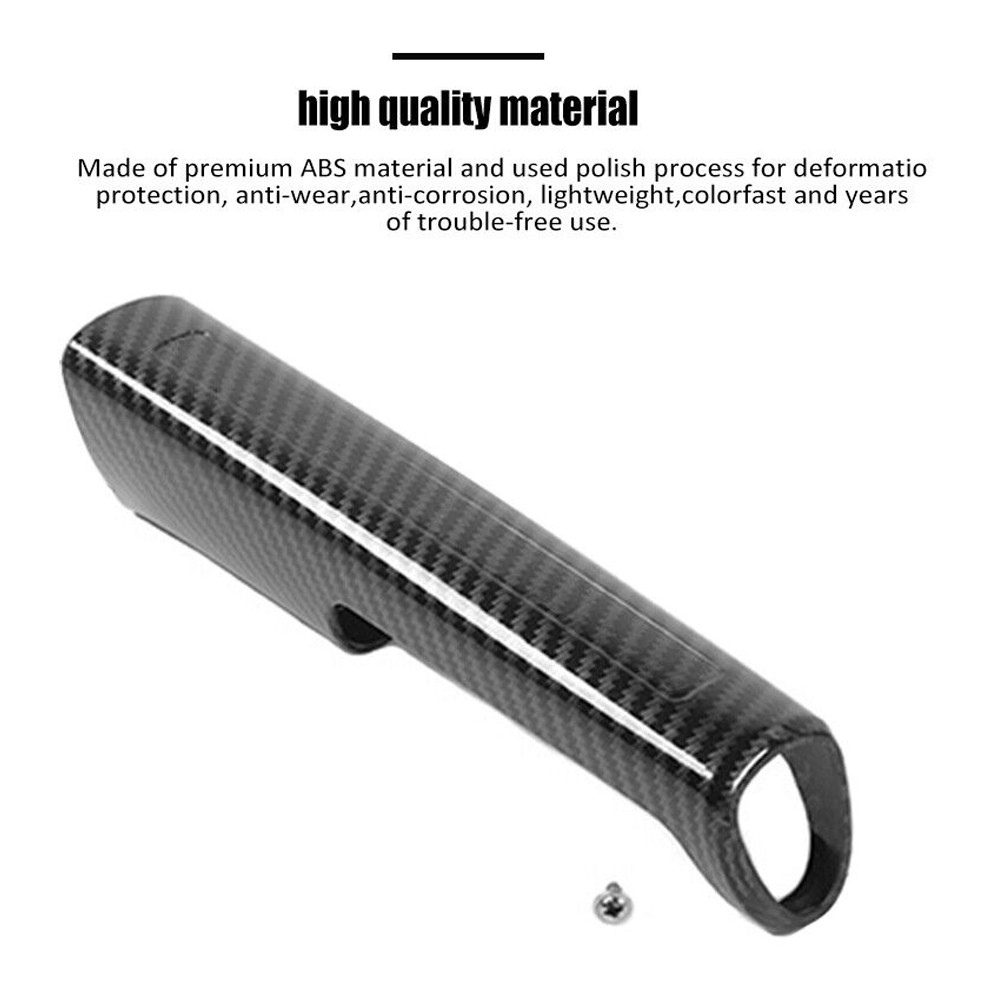 high quality material
Made of premium ABS material and used polish process for deformatio
protection, anti-wear,anti-corrosion, lightweight,colorfast and years
of trouble-free use.